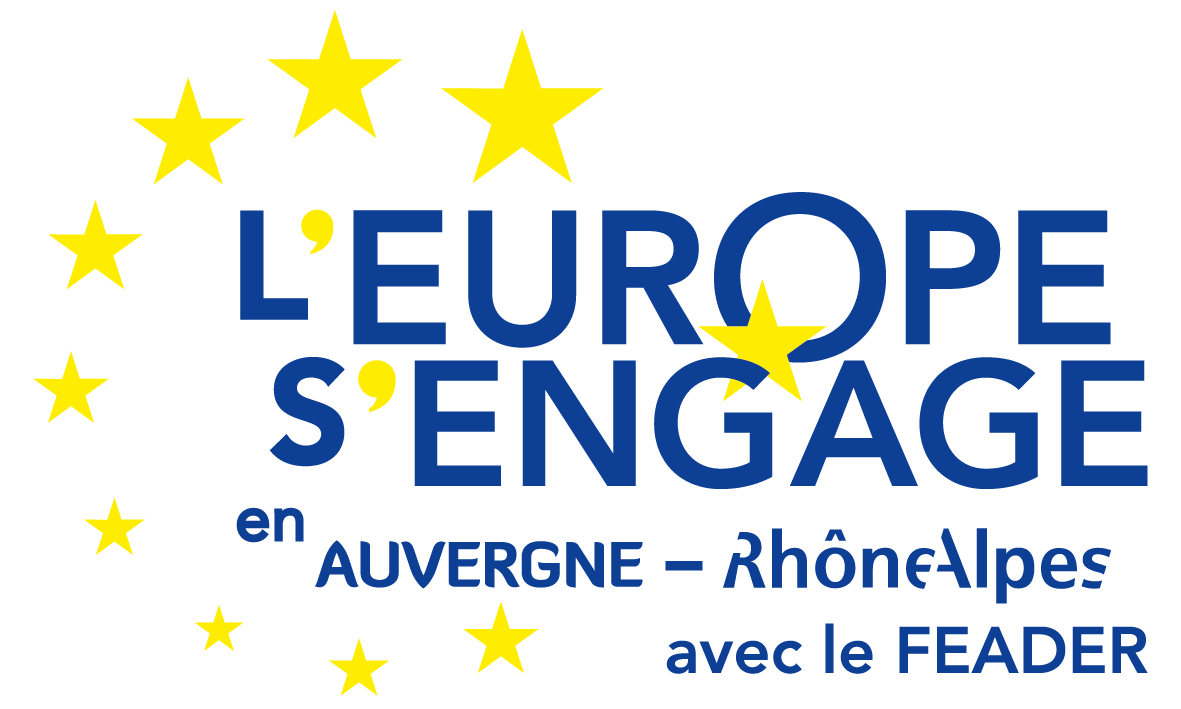 L'EUROPE
S'ENGAGE
en
AUVERGNE – RhôneAlpes
avec le FEADER